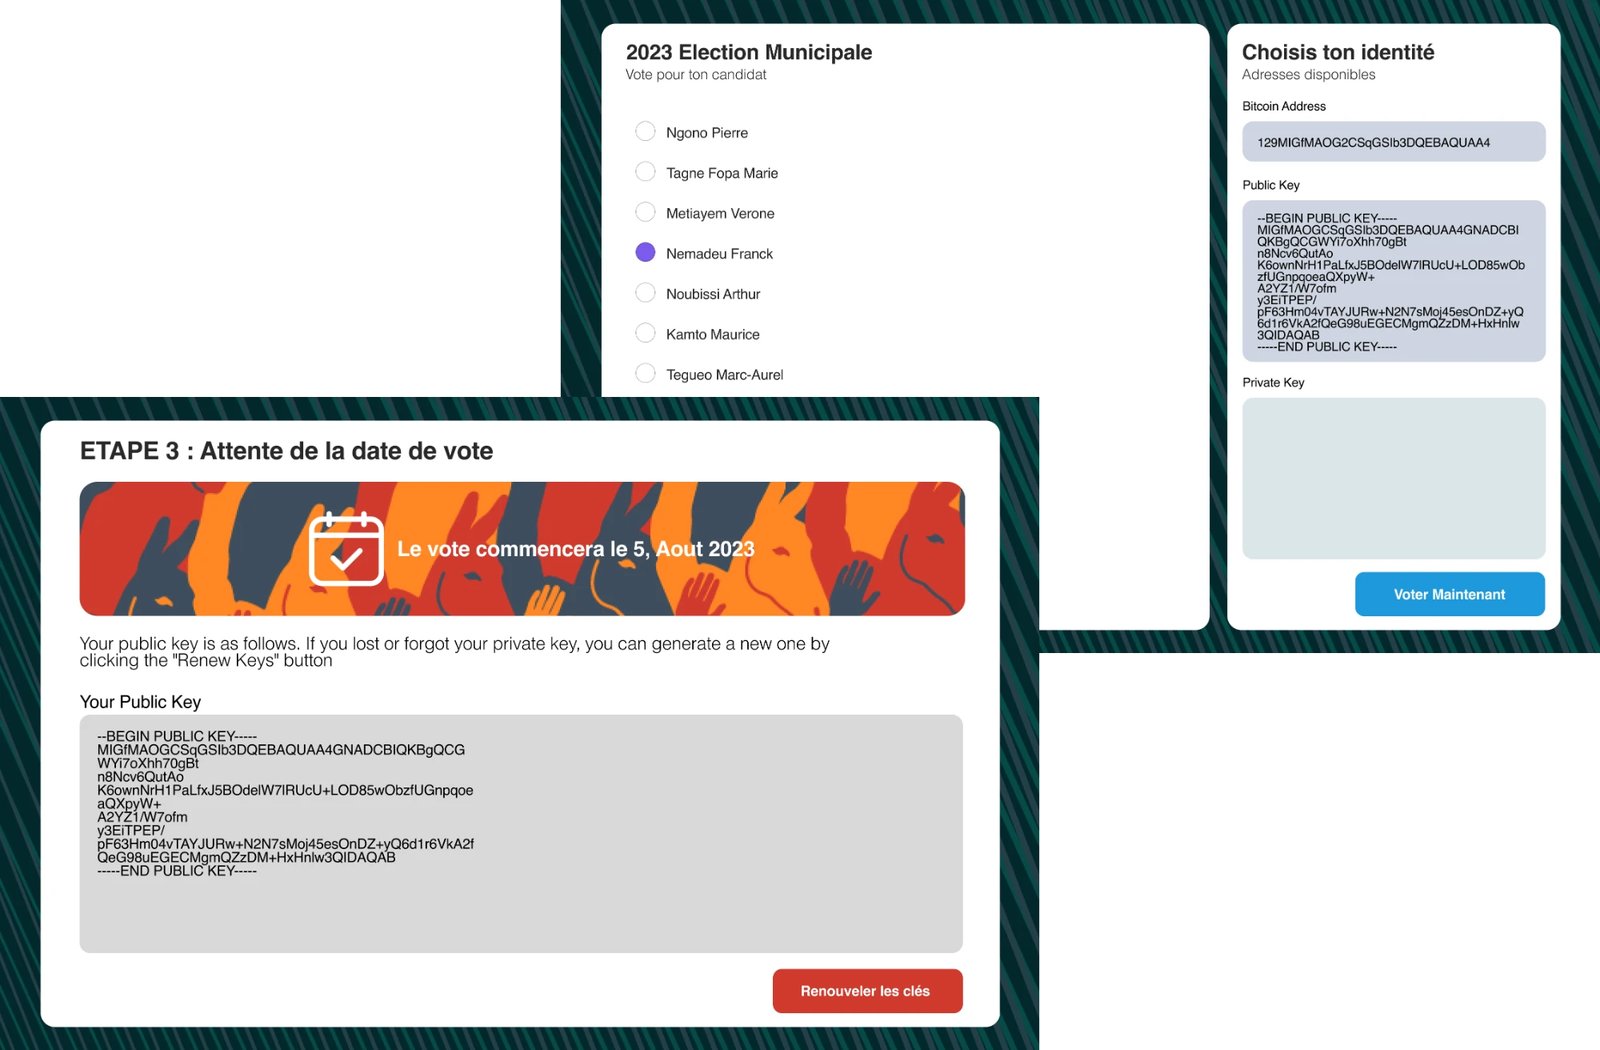 2023 Election Municipale
Vote pour ton candidat
Ngono Pierre
Tagne Fopa Marie
Metiayem Verone
Nemadeu Franck
Noubissi Arthur
Kamto Maurice
Tegueo Marc-Aurel
Choisis ton identité
Adresses disponibles
Bitcoin Address
129MIGfMAOG2CSqGSIb3DQEBAQUAA4
Public Key
--BEGIN PUBLIC KEY-----
MIGfMAOGCSqGSIb3DQEBAQUAA4GNADCBI
QKBgQCGWYi7oXhh70gBt
n8Ncv6QutAo
K6ownNrH1PaLfxJ5BOdelW7lRUcU+LOD85wOb
zfUGnpqoeaQXpyW+
A2YZ1/W7ofm
y3EiTPEP/
pF63Hm04vTAYJURw+N2N7sMoj45esOnDZ+yQ
6d1r6VkA2fQeG98uEGECMgmQZzDM+HxHnlw
3QIDAQAB
-----END PUBLIC KEY-----
Private Key
Voter Maintenant
ETAPE 3 : Attente de la date de vote
Le vote commencera le 5, Aout 2023
Your public key is as follows. If you lost or forgot your private key, you can generate a new one by
clicking the "Renew Keys" button
Your Public Key
--BEGIN PUBLIC KEY-----
MIGfMAOGCSqGSIb3DQEBAQUAA4GNADCBIQKBgQCG
WYi7oXhh70gBt
n8Ncv6QutAo
K6ownNrH1PaLfxJ5BOdelW7lRUcU+LOD85wObzfUGnpqoe
aQXpyW+
A2YZ1/W7ofm
y3EiTPEP/
pF63Hm04vTAYJURw+N2N7sMoj45esOnDZ+yQ6d1r6VkA2f
QeG98uEGECMgmQZzDM+HxHnlw3QIDAQAB
-----END PUBLIC KEY-----
Renouveler les clés